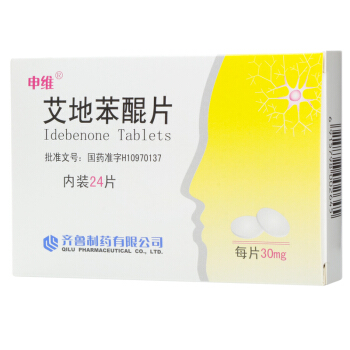 申维®
艾地苯醌片
Idebenone Tablets
批准文号：国药准字H10970137
内装24片
齐鲁制药有限公司
QILU PHARMACEUTICAL CO., LTD.
每片30mg